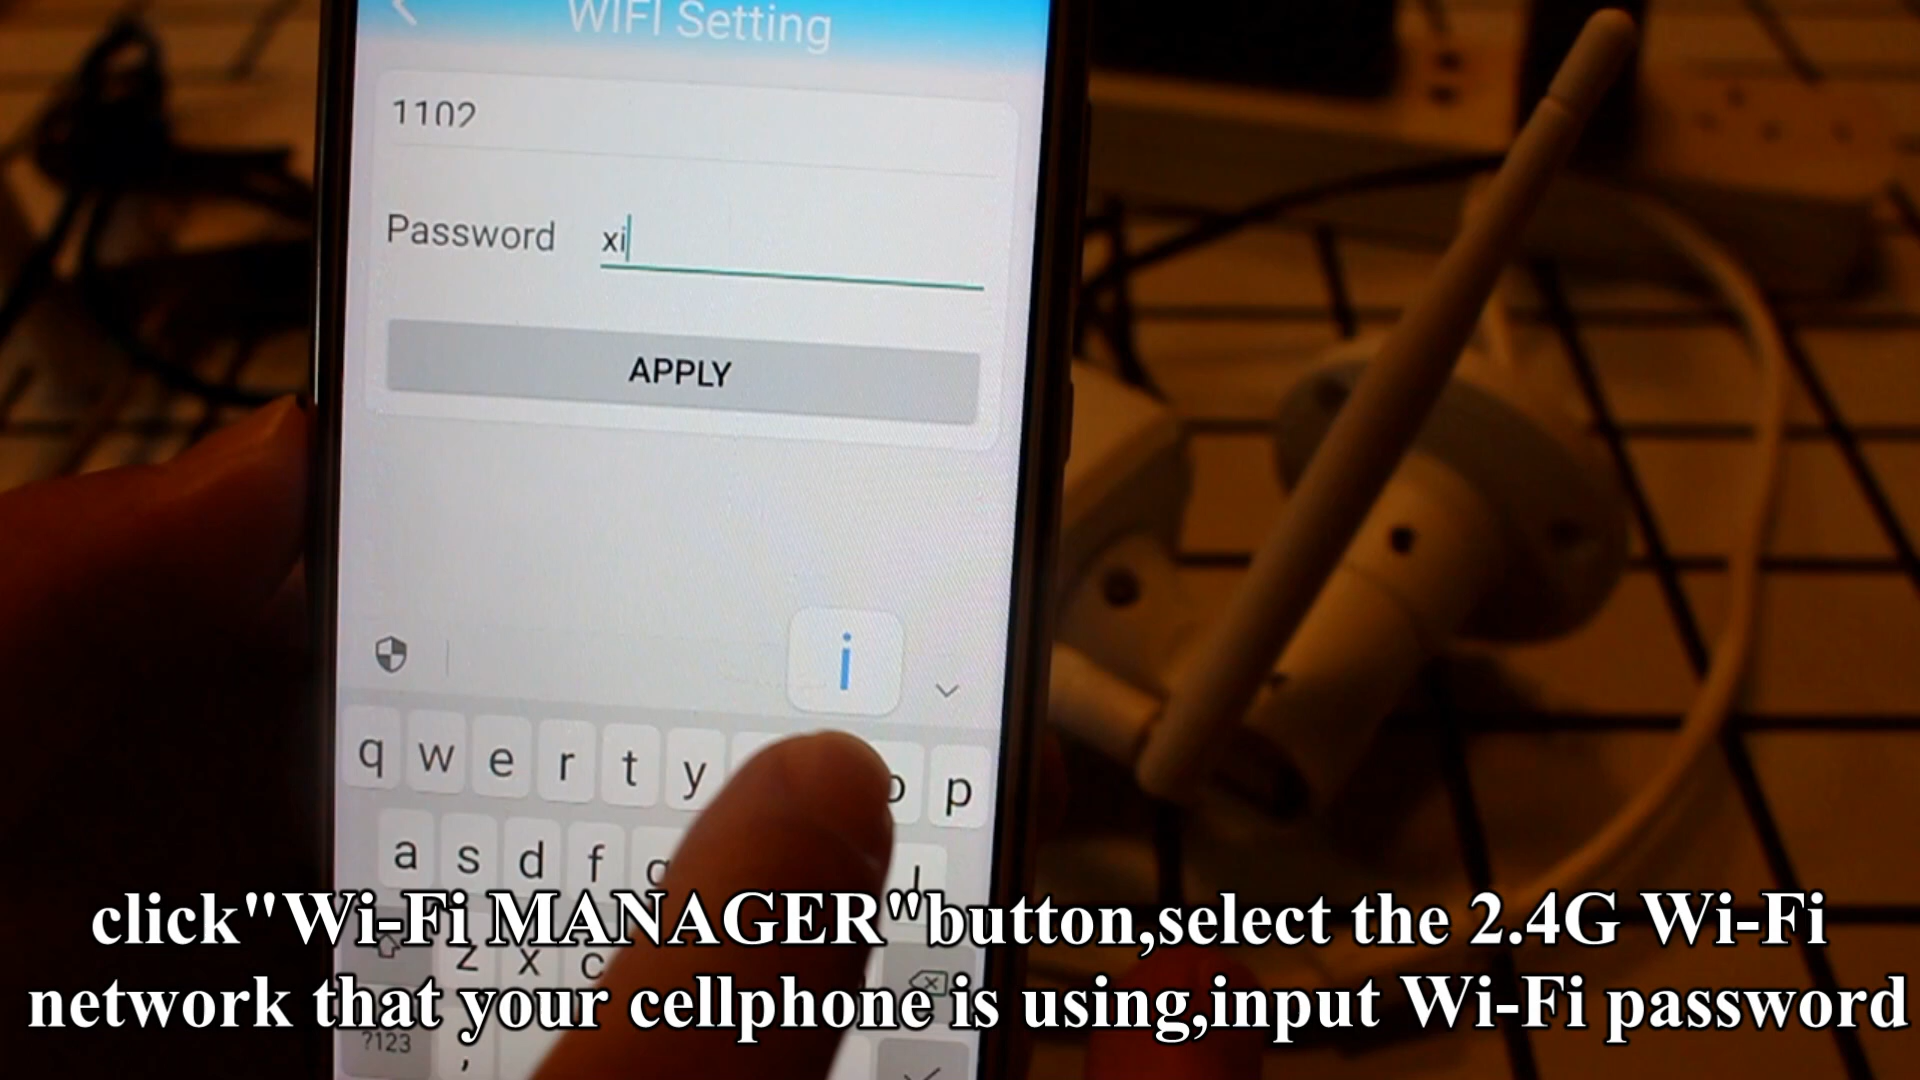 WIFI Setting
1102
Password xi
APPLY
i
q w e r t y p
a s d f
z x c
?123 ,
click"Wi-Fi MANAGER"button,select the 2.4G Wi-Fi
network that your cellphone is using,input Wi-Fi password